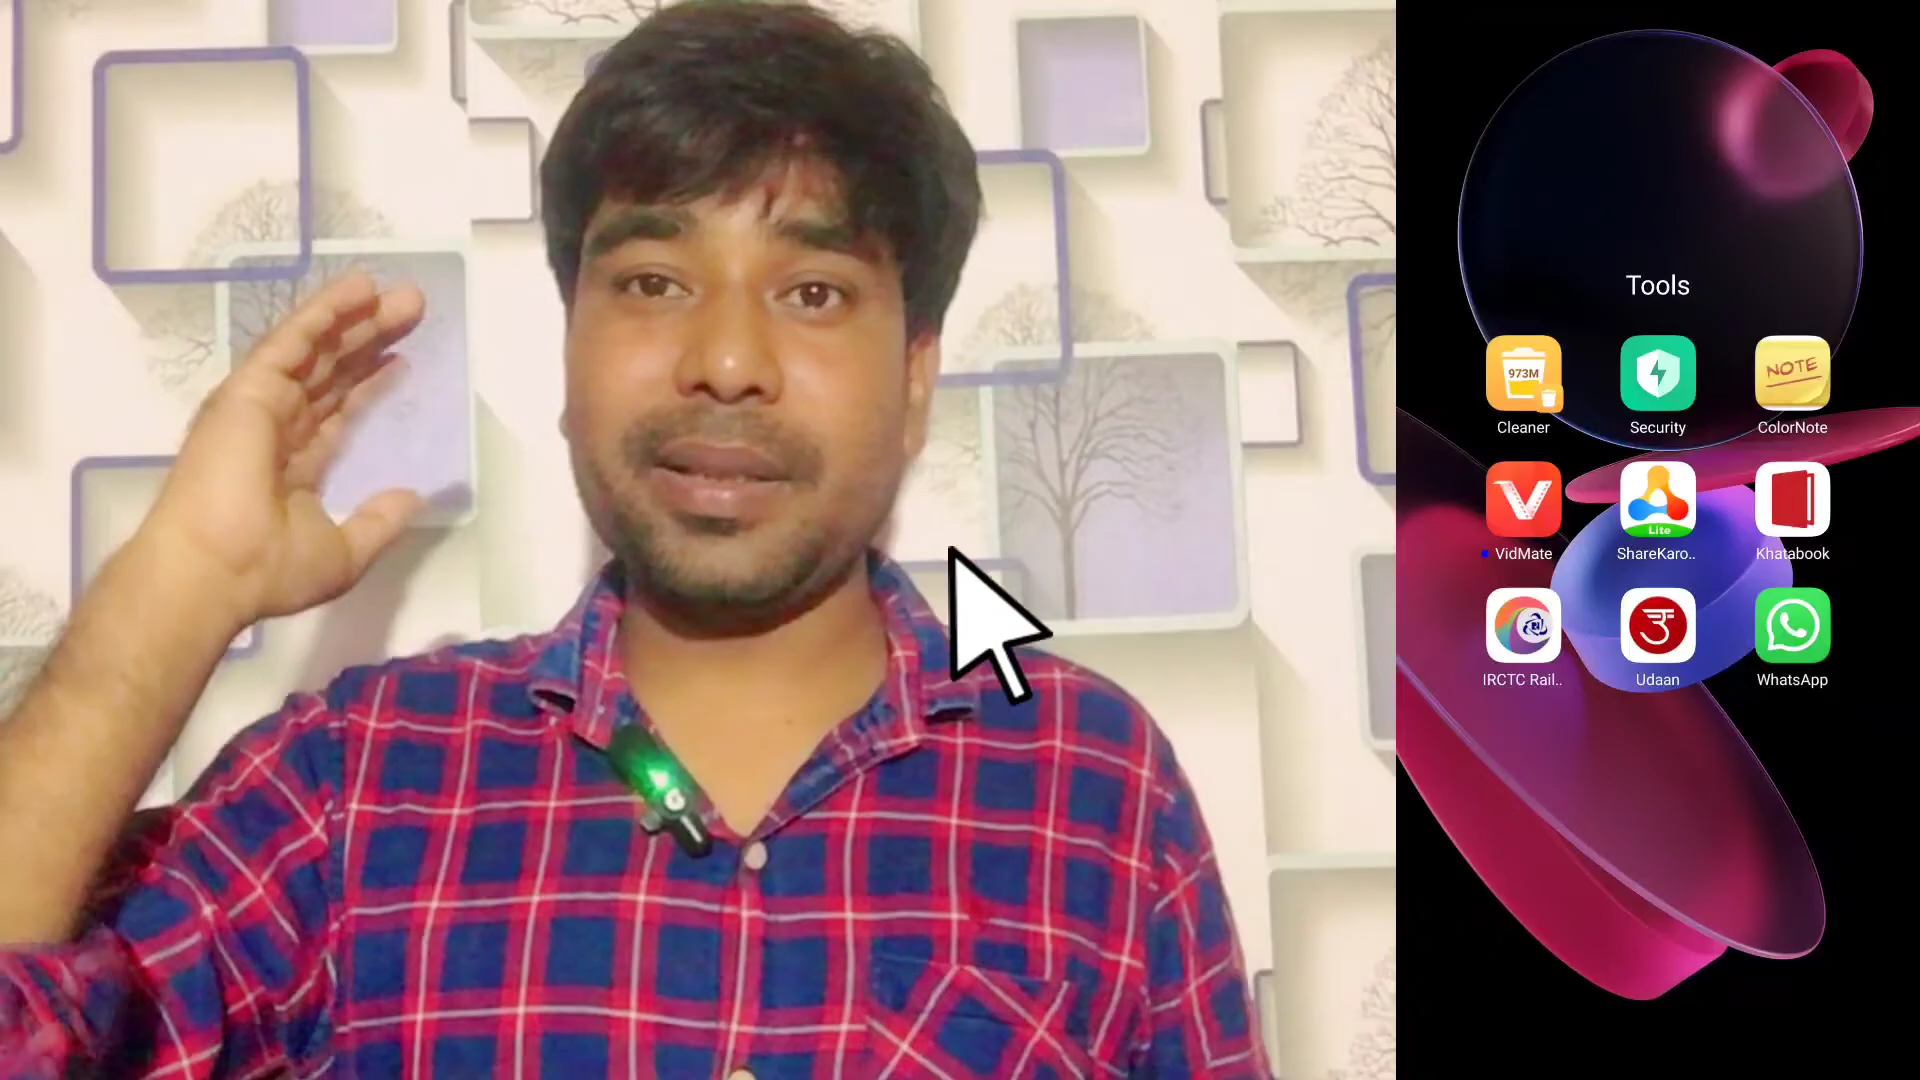 Tools
973M
NOTE
Cleaner
Security
ColorNote
Lite
VidMate
ShareKaro..
Khatabook
उ
IRCTC Rail..
Udaan
WhatsApp